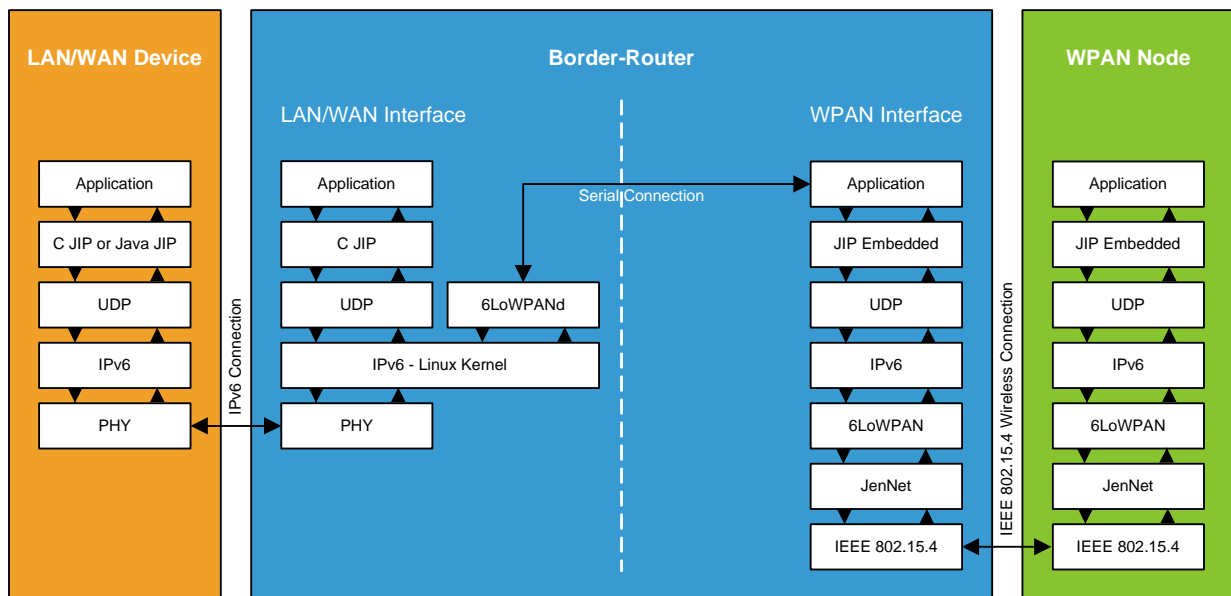 LAN/WAN Device
Application
C JIP or Java JIP
UDP
IPv6
PHY
IPv6 Connection
Border-Router
LAN/WAN Interface
Application
C JIP
UDP
6LoWPANd
IPv6 - Linux Kernel
PHY
Serial Connection
WPAN Interface
Application
JIP Embedded
UDP
IPv6
6LoWPAN
JenNet
IEEE 802.15.4
IEEE 802.15.4 Wireless Connection
WPAN Node
Application
JIP Embedded
UDP
IPv6
6LoWPAN
JenNet
IEEE 802.15.4